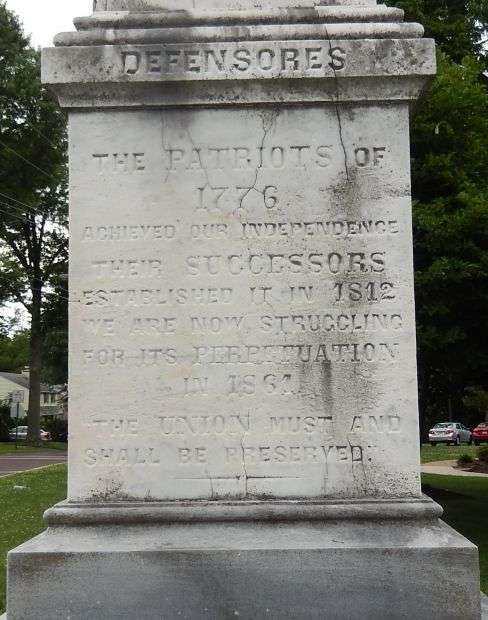 DEFENSORES
THE PATRIOTS OF
1776
ACHIEVED OUR INDEPENDENCE
THEIR SUCCESSORS
ESTABLISHED IT IN 1812
WE ARE NOW STRUGGLING
FOR ITS PERPETUATION
IN 1861.
"THE UNION MUST AND
SHALL BE PRESERVED."